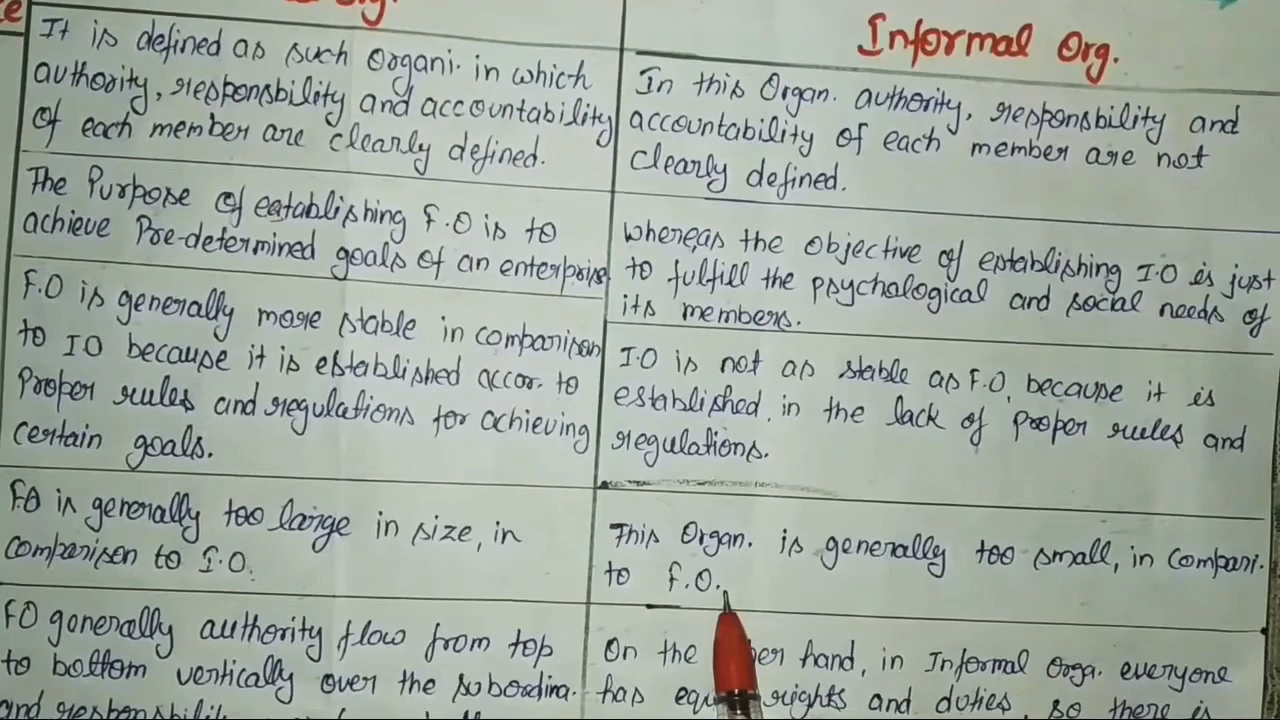 Informal Org.
It is defined as such Organi. in which
authority, responsbility and accountability
of each member are clearly defined.
In this Organ. authority, responsbility and
accountability of each member are not
clearly defined.
The Purpose of eatablishing F.O is to
achieve Pre-determined goals of an enterprise
whereas the objective of establishing I.O is just
to fulfill the psychological and social needs of
its members.
F.O is generally more stable in comparison
to IO because it is established accor. to
Proper rules and regulations for achieving
certain goals.
I.O is not as stable as F.O, because it is
established in the lack of proper rules and
regulations.
FO is generally too large in size, in
comparison to I.O.
This Organ. is generally too small, in compari.
to F.O.
FO generally authority flow from top
to bottom vertically over the subordina.
and
On the hand, in Informal Orga. everyone
has rights and duties, so there is